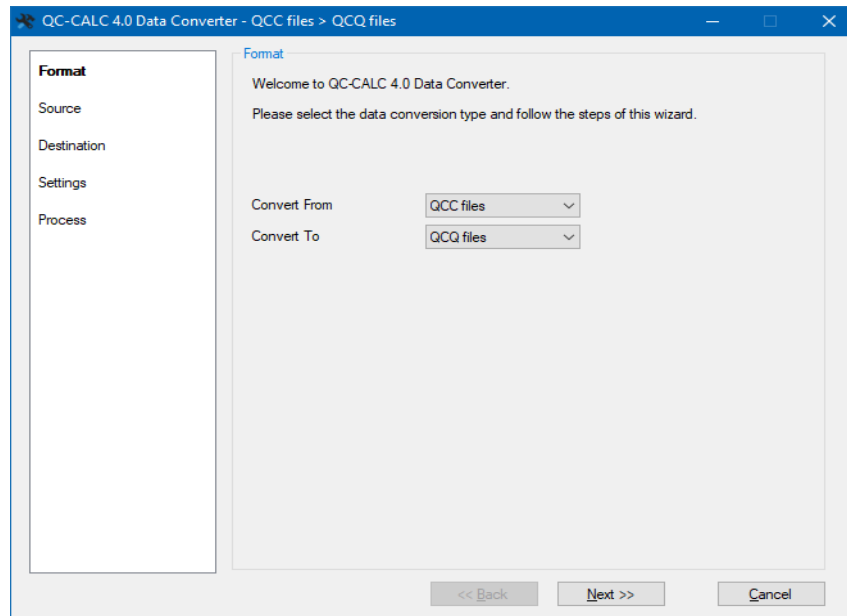 QC-CALC 4.0 Data Converter - QCC files > QCQ files
Format
Source
Destination
Settings
Process
Format
Welcome to QC-CALC 4.0 Data Converter.
Please select the data conversion type and follow the steps of this wizard.
Convert From QCC files
Convert To QCQ files
<< Back Next >> Cancel